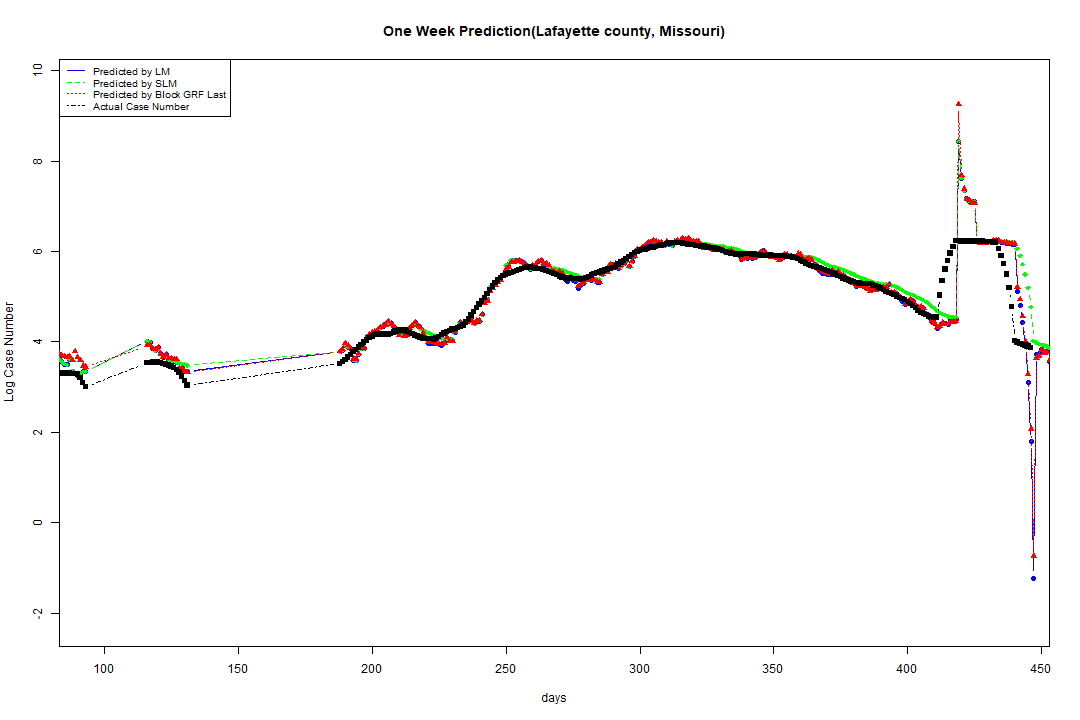 One Week Prediction(Lafayette county, Missouri)
Predicted by LM
Predicted by SLM
Predicted by Block GRF Last
Actual Case Number
10
8
6
4
2
0
-2
Log Case Number
100 150 200 250 300 350 400 450
days